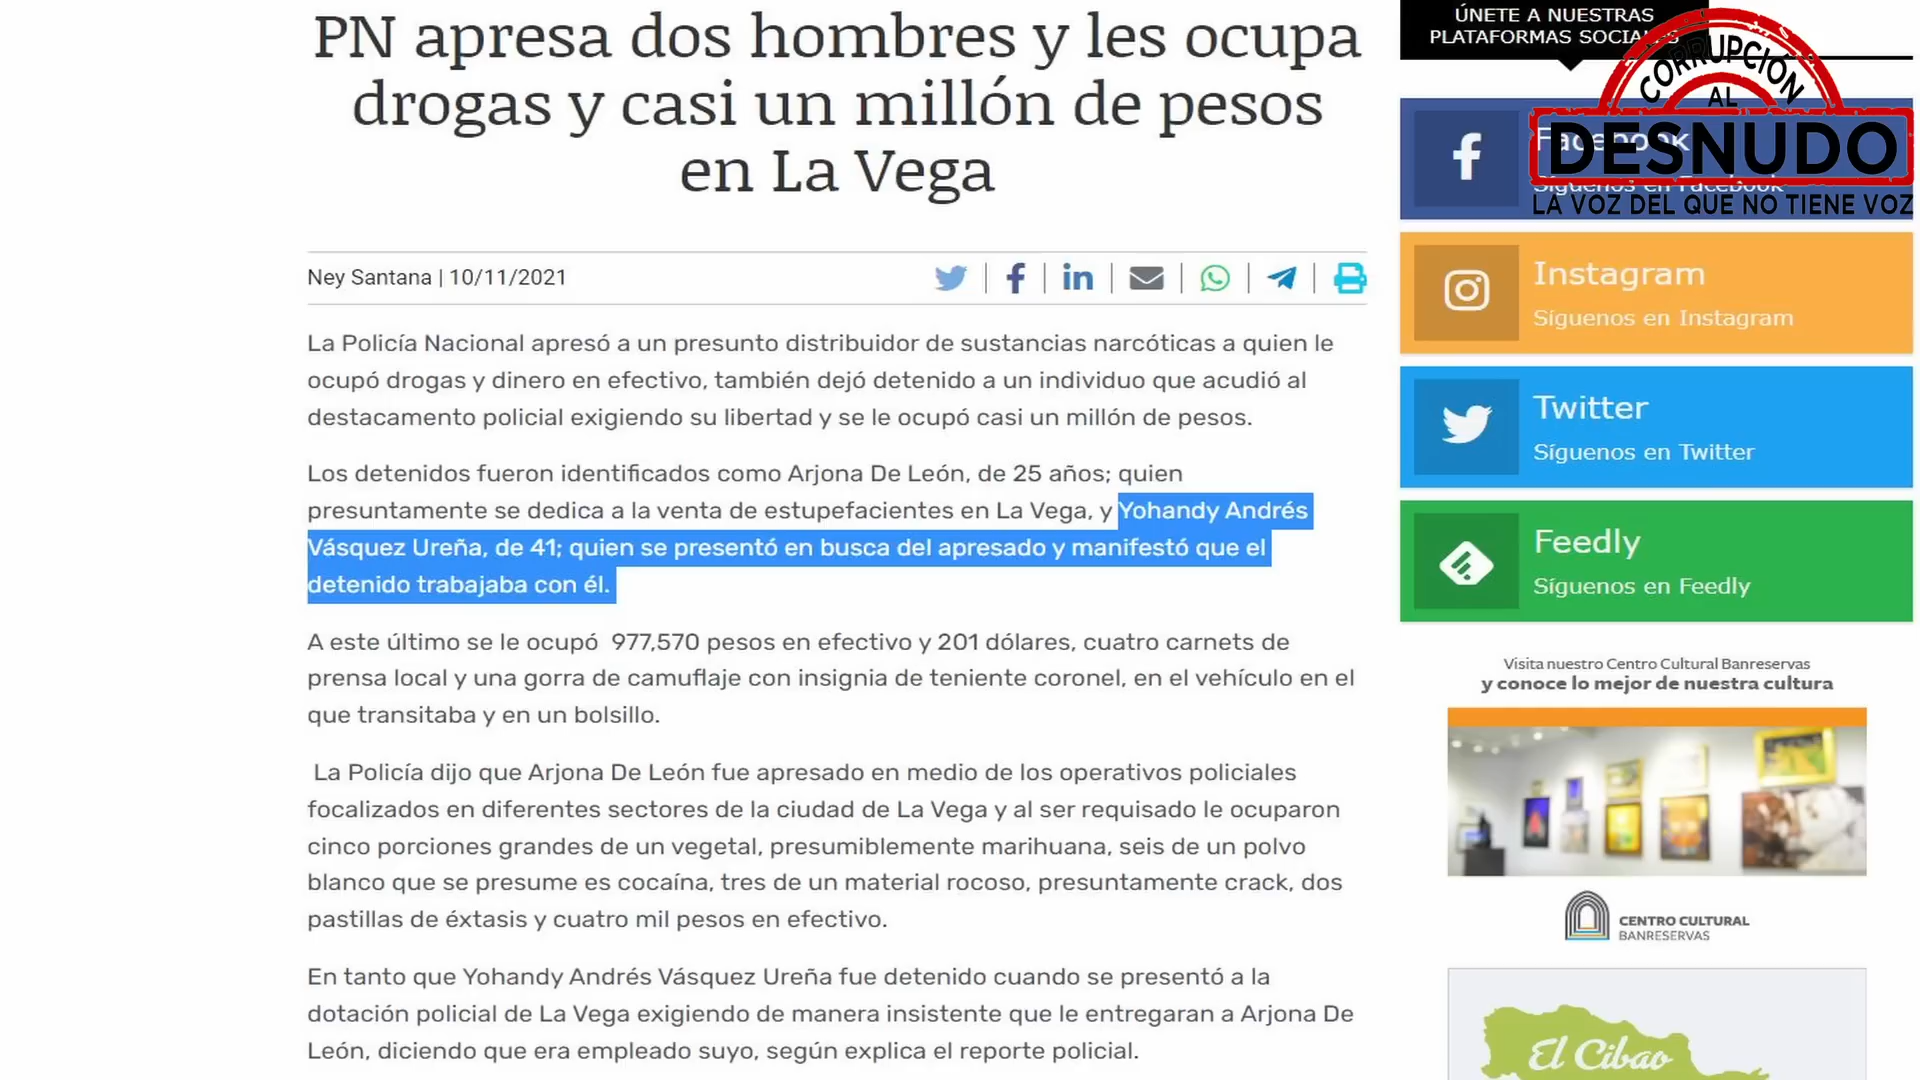 PN apresa dos hombres y les ocupa
drogas y casi un millón de pesos
en La Vega
Ney Santana | 10/11/2021
La Policía Nacional apresó a un presunto distribuidor de sustancias narcóticas a quien le
ocupó drogas y dinero en efectivo, también dejó detenido a un individuo que acudió al
destacamento policial exigiendo su libertad y se le ocupó casi un millón de pesos.
Los detenidos fueron identificados como Arjona De León, de 25 años; quien
presuntamente se dedica a la venta de estupefacientes en La Vega, y Yohandy Andrés
Vásquez Ureña, de 41; quien se presentó en busca del apresado y manifestó que el
detenido trabajaba con él.
A este último se le ocupó 977,570 pesos en efectivo y 201 dólares, cuatro carnets de
prensa local y una gorra de camuflaje con insignia de teniente coronel, en el vehículo en el
que transitaba y en un bolsillo.
La Policía dijo que Arjona De León fue apresado en medio de los operativos policiales
focalizados en diferentes sectores de la ciudad de La Vega y al ser requisado le ocuparon
cinco porciones grandes de un vegetal, presumiblemente marihuana, seis de un polvo
blanco que se presume es cocaína, tres de un material rocoso, presuntamente crack, dos
pastillas de éxtasis y cuatro mil pesos en efectivo.
En tanto que Yohandy Andrés Vásquez Ureña fue detenido cuando se presentó a la
dotación policial de La Vega exigiendo de manera insistente que le entregaran a Arjona De
León, diciendo que era empleado suyo, según explica el reporte policial.
ÚNETE A NUESTRAS
PLATAFORMAS SOCIALES
CORRUPCIÓN
AL
DESNUDO
LA VOZ DEL QUE NO TIENE VOZ
Facebook
Síguenos en Facebook
Instagram
Síguenos en Instagram
Twitter
Síguenos en Twitter
Feedly
Síguenos en Feedly
Visita nuestro Centro Cultural Banreservas
y conoce lo mejor de nuestra cultura
CENTRO CULTURAL
BANRESERVAS
El Cibao